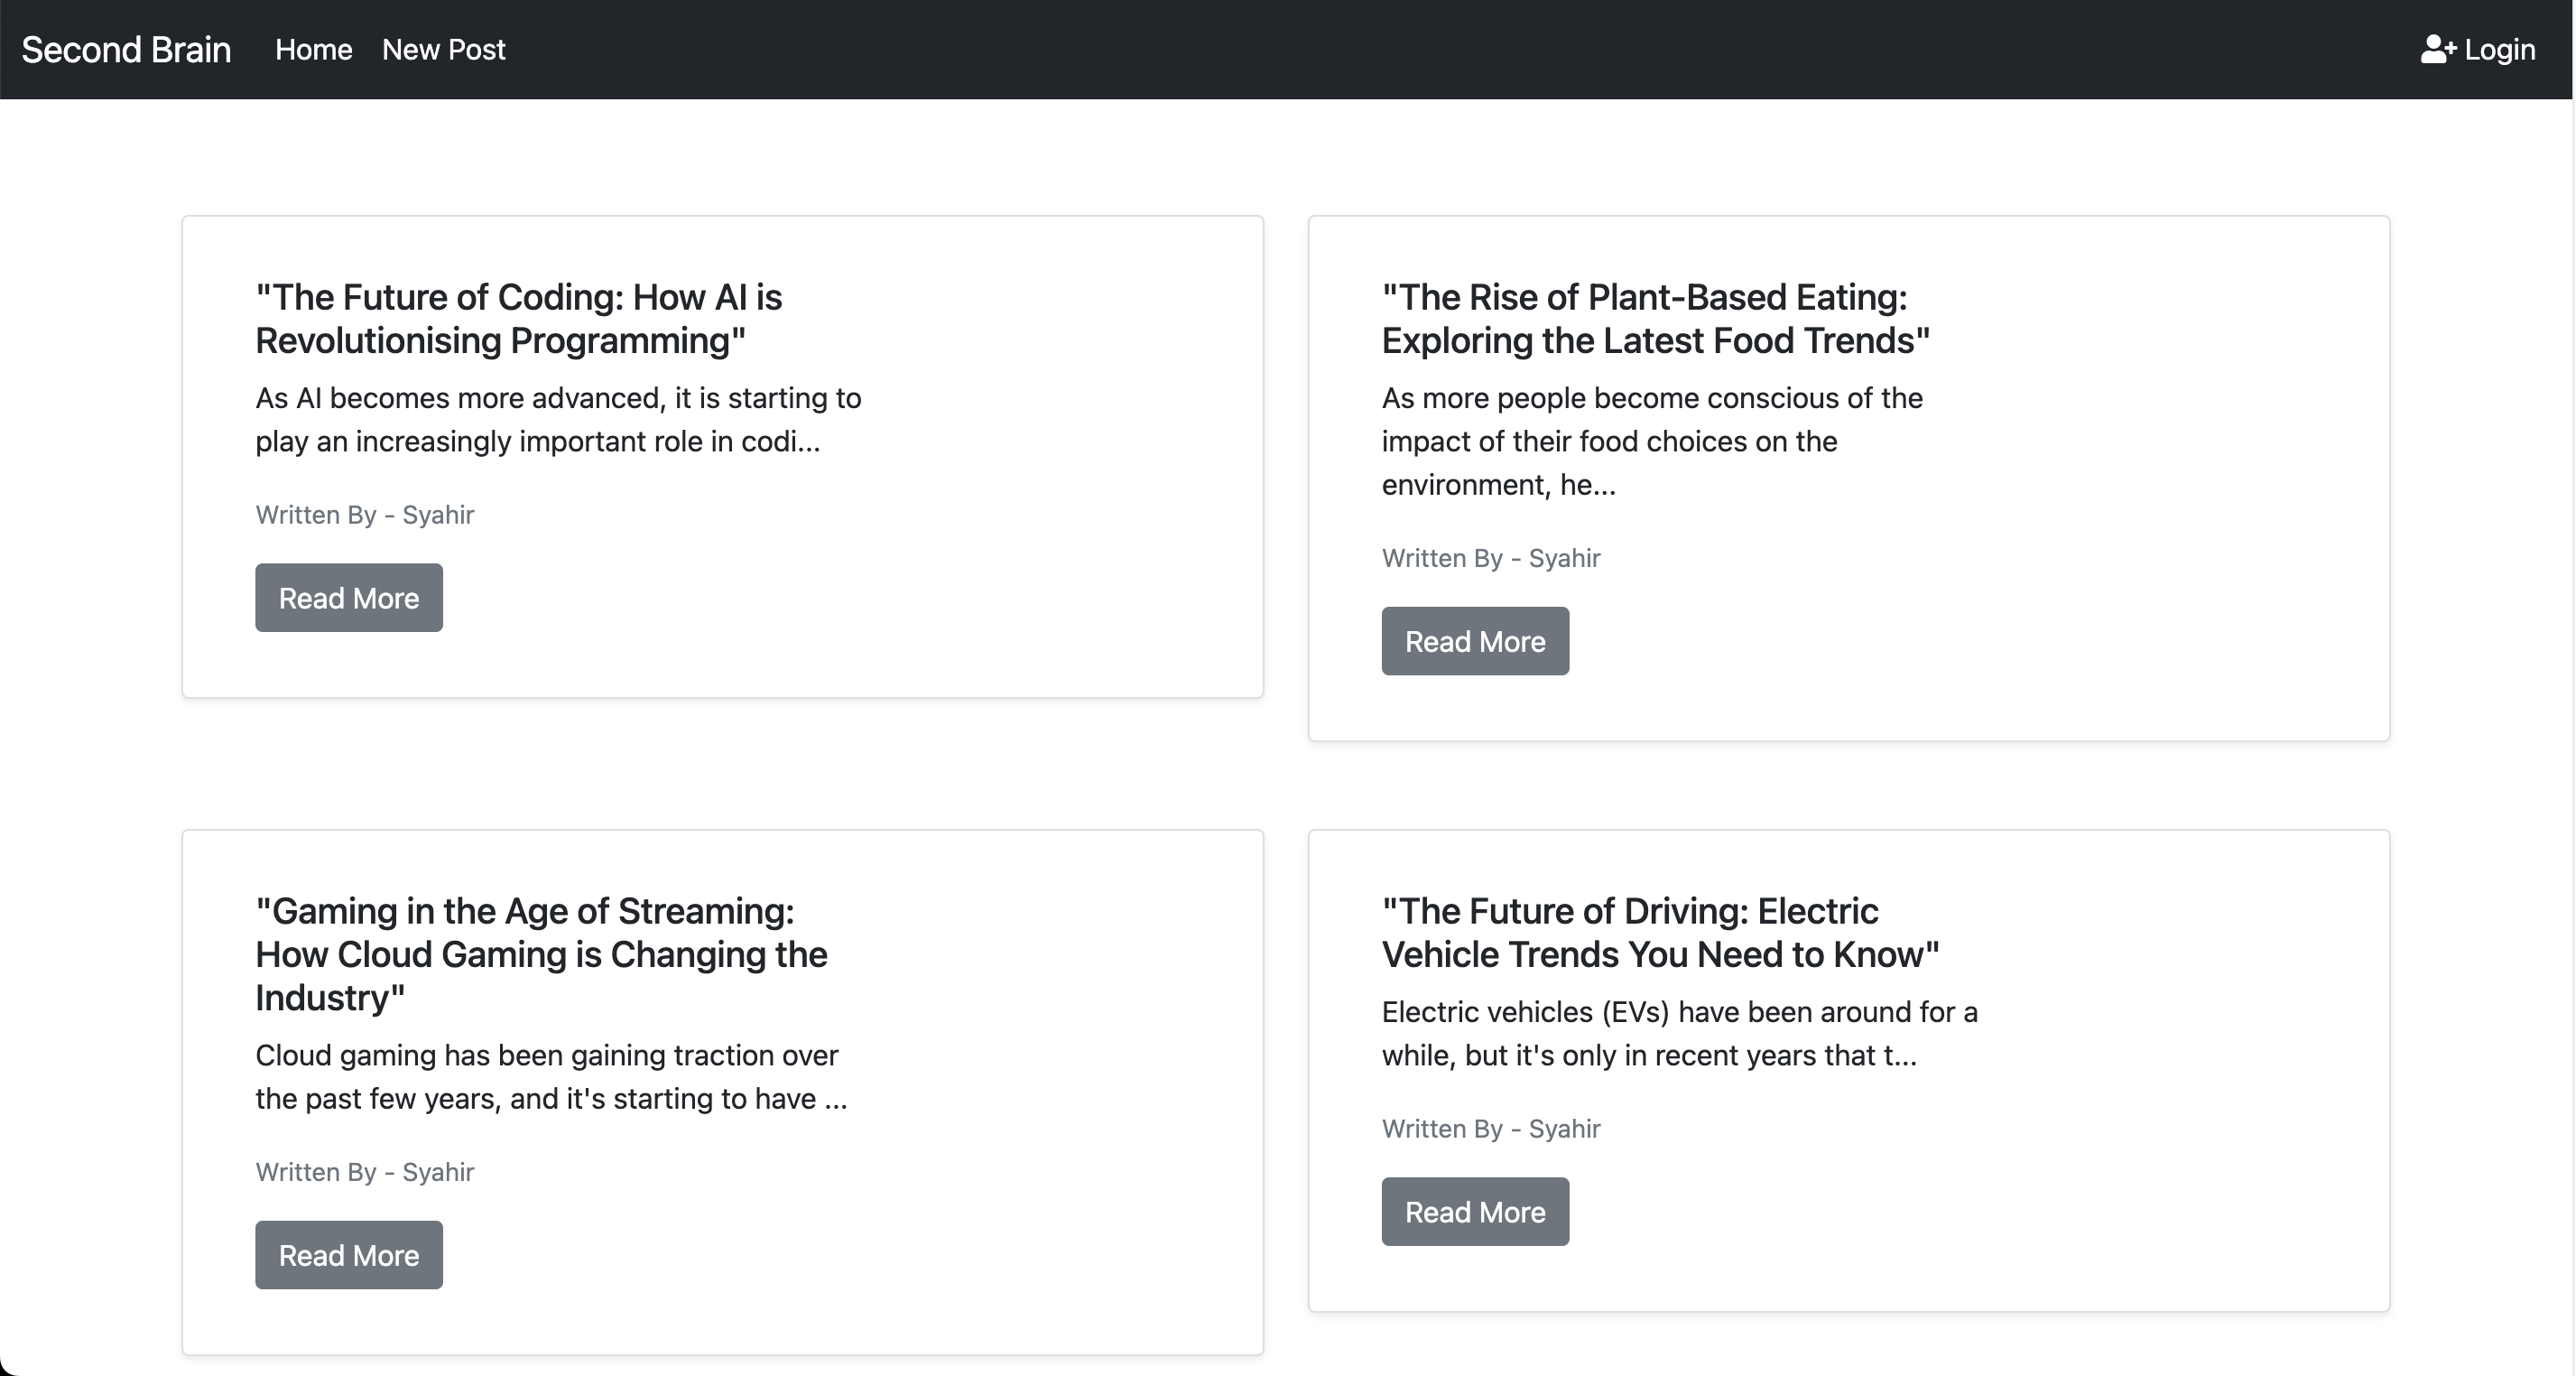 Second Brain Home New Post Login
"The Future of Coding: How AI is
Revolutionising Programming"
As AI becomes more advanced, it is starting to
play an increasingly important role in codi...
Written By - Syahir
Read More
"The Rise of Plant-Based Eating:
Exploring the Latest Food Trends"
As more people become conscious of the
impact of their food choices on the
environment, he...
Written By - Syahir
Read More
"Gaming in the Age of Streaming:
How Cloud Gaming is Changing the
Industry"
Cloud gaming has been gaining traction over
the past few years, and it's starting to have ...
Written By - Syahir
Read More
"The Future of Driving: Electric
Vehicle Trends You Need to Know"
Electric vehicles (EVs) have been around for a
while, but it's only in recent years that t...
Written By - Syahir
Read More